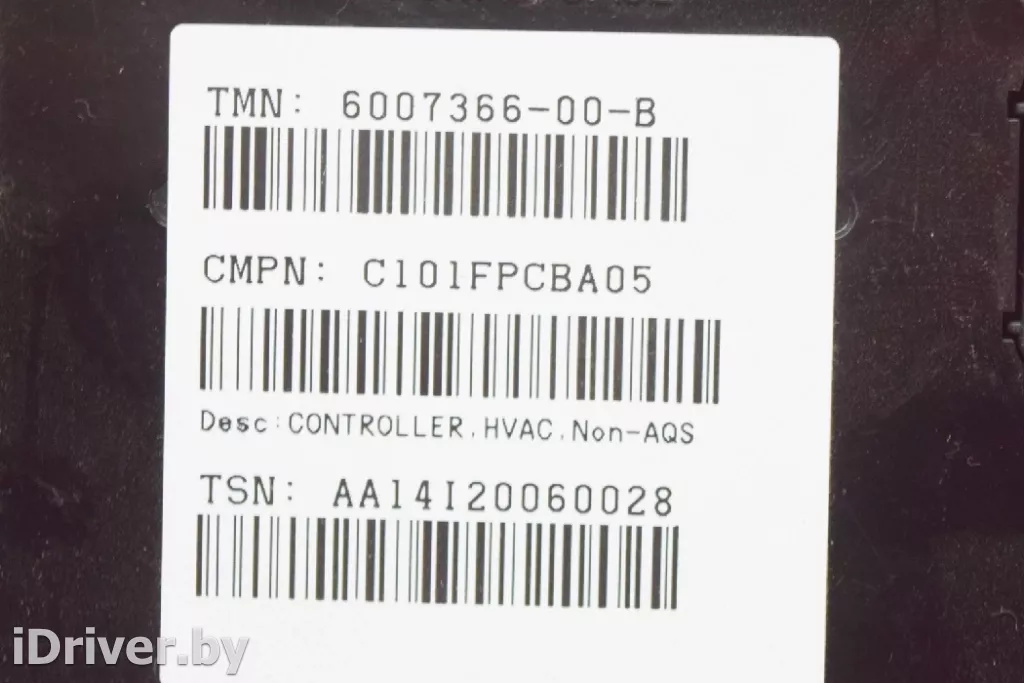 TMN: 6007366-00-B
CMPN: C101FPCBA05
Desc:CONTROLLER,HVAC,Non-AQS
TSN: AA14I20060028
iDriver.by